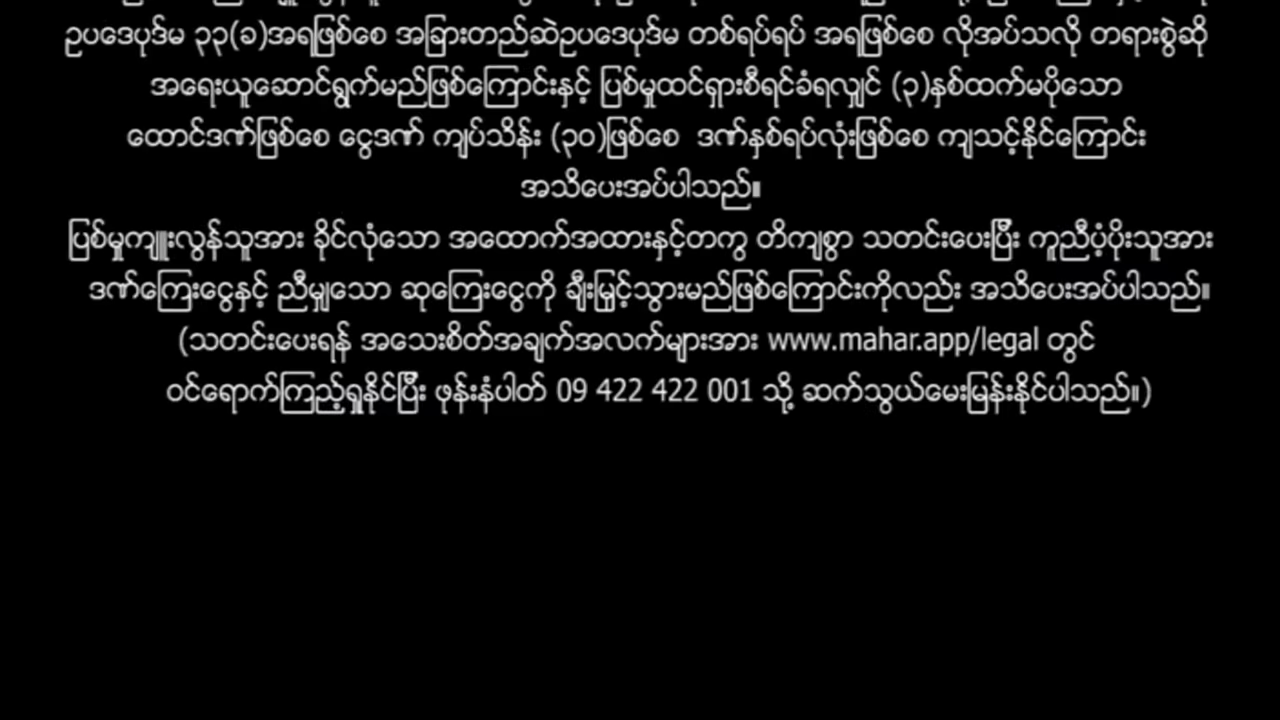 ဥပဒေပုဒ်မ ၃၃(ခ)အရဖြစ်စေ အခြားတည်ဆဲဥပဒေပုဒ်မ တစ်ရပ်ရပ် အရဖြစ်စေ လိုအပ်သလို တရားစွဲဆို
အရေးယူဆောင်ရွက်မည်ဖြစ်ကြောင်းနှင့် ပြစ်မှုထင်ရှားစီရင်ခံရလျှင် (၃)နှစ်ထက်မပိုသော
ထောင်ဒဏ်ဖြစ်စေ ငွေဒဏ် ကျပ်သိန်း (၃၀)ဖြစ်စေ ဒဏ်နှစ်ရပ်လုံးဖြစ်စေ ကျသင့်နိုင်ကြောင်း
အသိပေးအပ်ပါသည်။
ပြစ်မှုကျူးလွန်သူအား ခိုင်လုံသော အထောက်အထားနှင့်တကွ တိကျစွာ သတင်းပေးပြီး ကူညီပံ့ပိုးသူအား
ဒဏ်ကြေးငွေနှင့် ညီမျှသော ဆုကြေးငွေကို ချီးမြှင့်သွားမည်ဖြစ်ကြောင်းကိုလည်း အသိပေးအပ်ပါသည်။
(သတင်းပေးရန် အသေးစိတ်အချက်အလက်များအား www.mahar.app/legal တွင်
ဝင်ရောက်ကြည့်ရှုနိုင်ပြီး ဖုန်းနံပါတ် 09 422 422 001 သို့ ဆက်သွယ်မေးမြန်းနိုင်ပါသည်။)